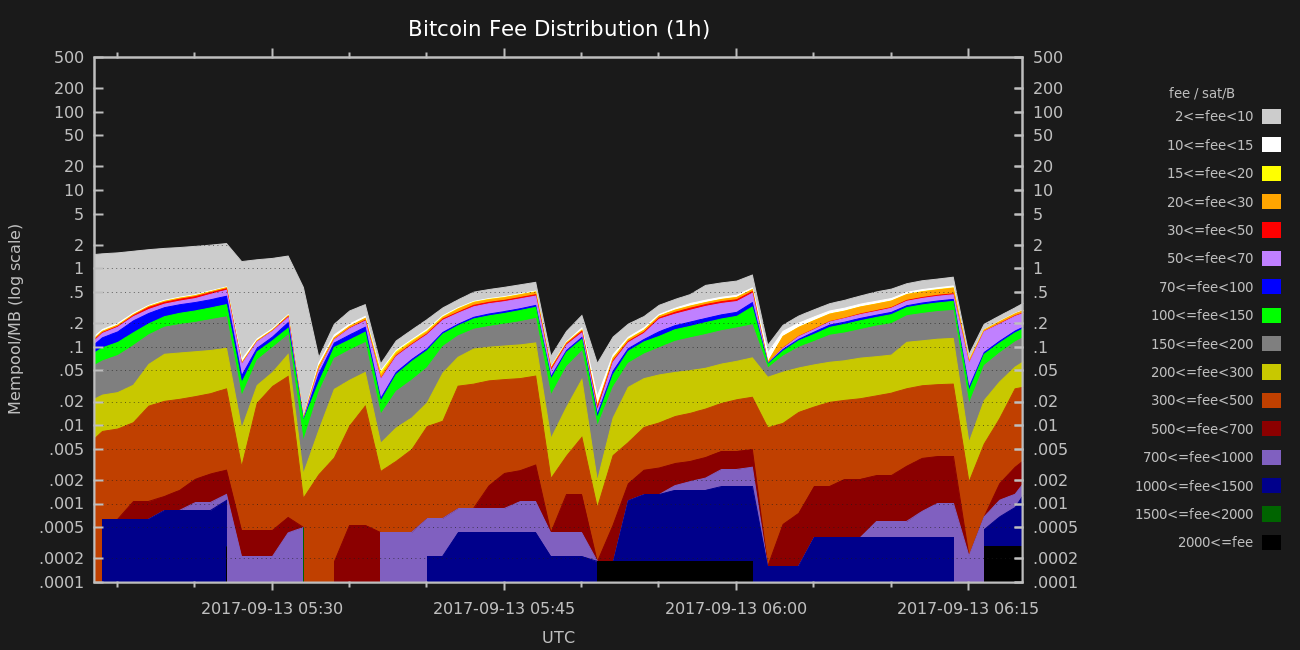 Bitcoin Fee Distribution (1h)
Mempool/MB (log scale)
500
200
100
50
20
10
5
2
1
.5
.2
.1
.05
.02
.01
.005
.002
.001
.0005
.0002
.0001
500
200
100
50
20
10
5
2
1
.5
.2
.1
.05
.02
.01
.005
.002
.001
.0005
.0002
.0001
2017-09-13 05:30
2017-09-13 05:45
2017-09-13 06:00
2017-09-13 06:15
UTC
fee / sat/B
2<=fee<10
10<=fee<15
15<=fee<20
20<=fee<30
30<=fee<50
50<=fee<70
70<=fee<100
100<=fee<150
150<=fee<200
200<=fee<300
300<=fee<500
500<=fee<700
700<=fee<1000
1000<=fee<1500
1500<=fee<2000
2000<=fee